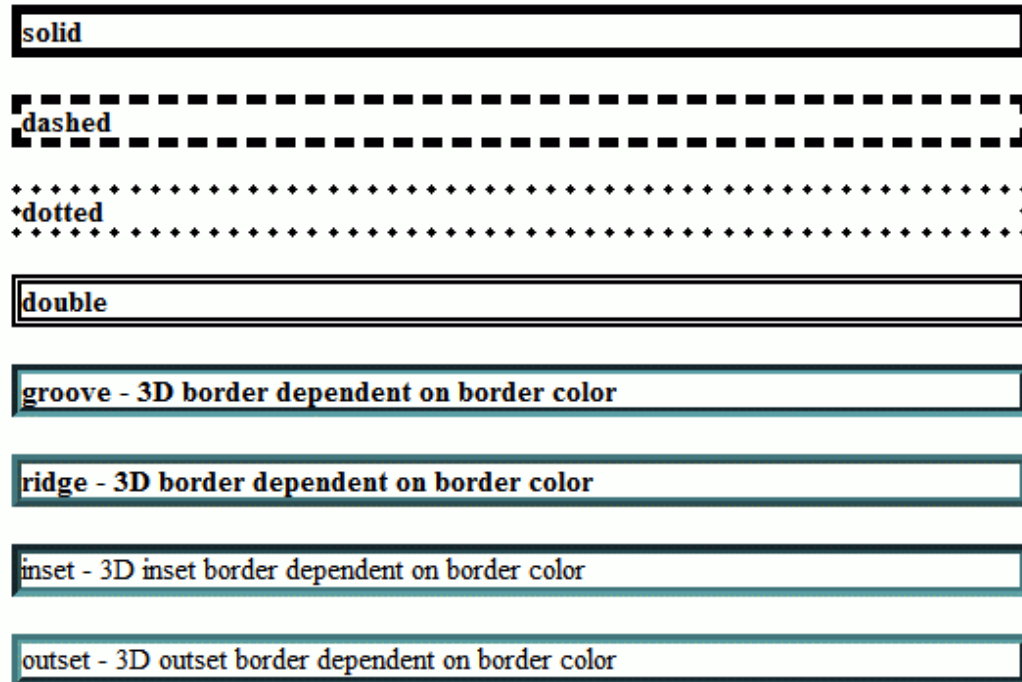 solid
dashed
dotted
double
groove - 3D border dependent on border color
ridge - 3D border dependent on border color
inset - 3D inset border dependent on border color
outset - 3D outset border dependent on border color